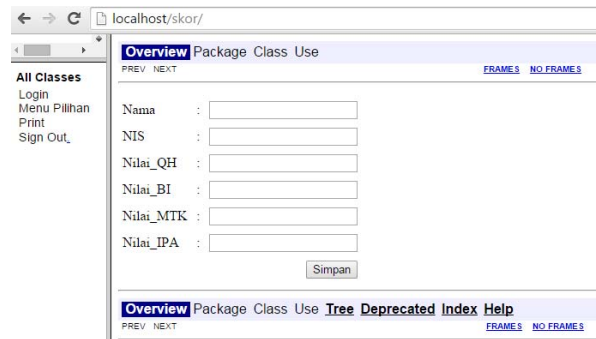 localhost/skor/
All Classes
Login
Menu Pilihan
Print
Sign Out
Overview Package Class Use
PREV NEXT FRAMES NO FRAMES
Nama :
NIS :
Nilai_QH :
Nilai_BI :
Nilai_MTK :
Nilai_IPA :
Simpan
Overview Package Class Use Tree Deprecated Index Help
PREV NEXT FRAMES NO FRAMES